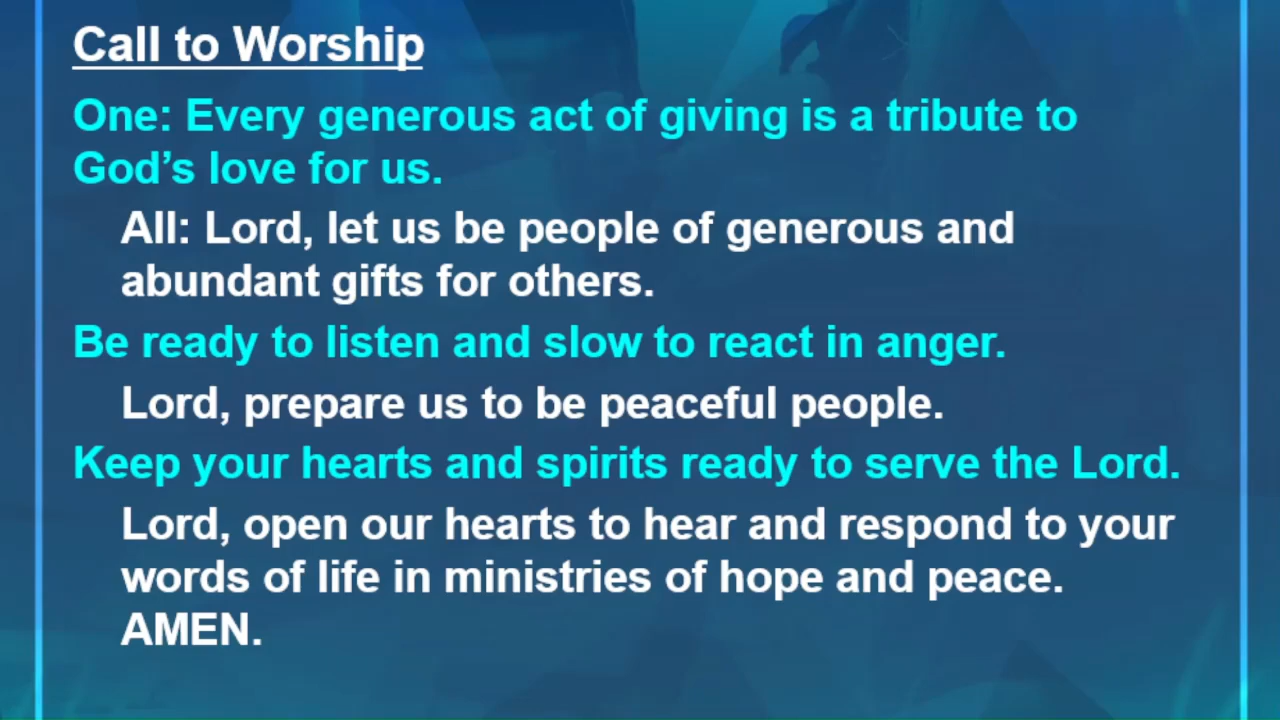 Call to Worship
One: Every generous act of giving is a tribute to
God’s love for us.
All: Lord, let us be people of generous and
abundant gifts for others.
Be ready to listen and slow to react in anger.
Lord, prepare us to be peaceful people.
Keep your hearts and spirits ready to serve the Lord.
Lord, open our hearts to hear and respond to your
words of life in ministries of hope and peace.
AMEN.